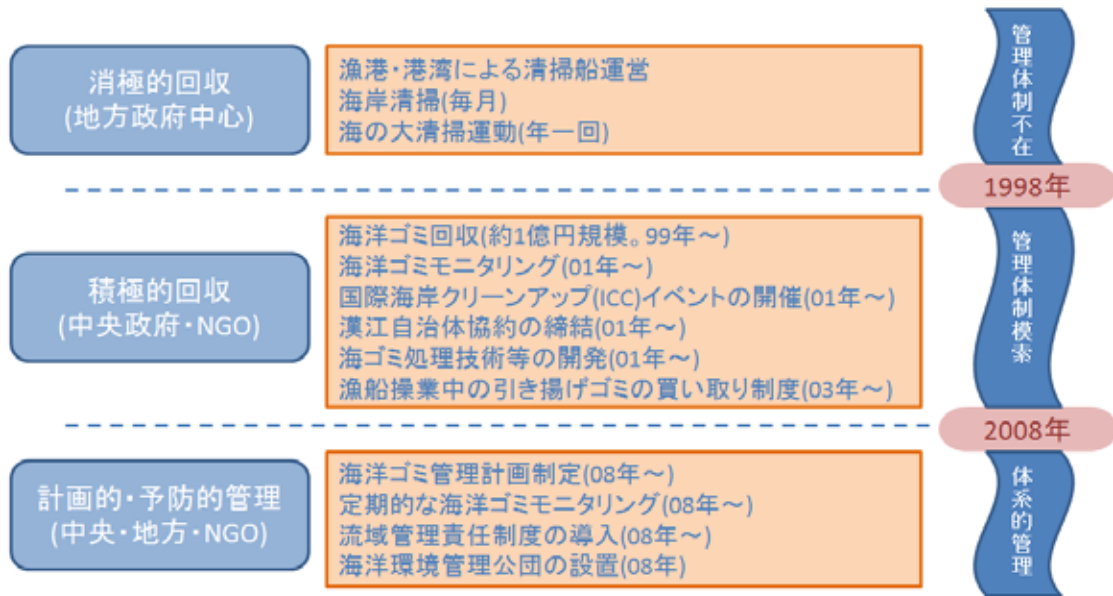 消極的回収
(地方政府中心)
漁港・港湾による清掃船運営
海岸清掃(毎月)
海の大清掃運動(年一回)
管理体制不在
1998年
積極的回収
(中央政府・NGO)
海洋ゴミ回収(約1億円規模。99年～)
海洋ゴミモニタリング(01年～)
国際海岸クリーンアップ(ICC)イベントの開催(01年～)
漢江自治体協約の締結(01年～)
海ゴミ処理技術等の開発(01年～)
漁船操業中の引き揚げゴミの買い取り制度(03年～)
管理体制模索
2008年
計画的・予防的管理
(中央・地方・NGO)
海洋ゴミ管理計画制定(08年～)
定期的な海洋ゴミモニタリング(08年～)
流域管理責任制度の導入(08年～)
海洋環境管理公団の設置(08年)
体系的管理